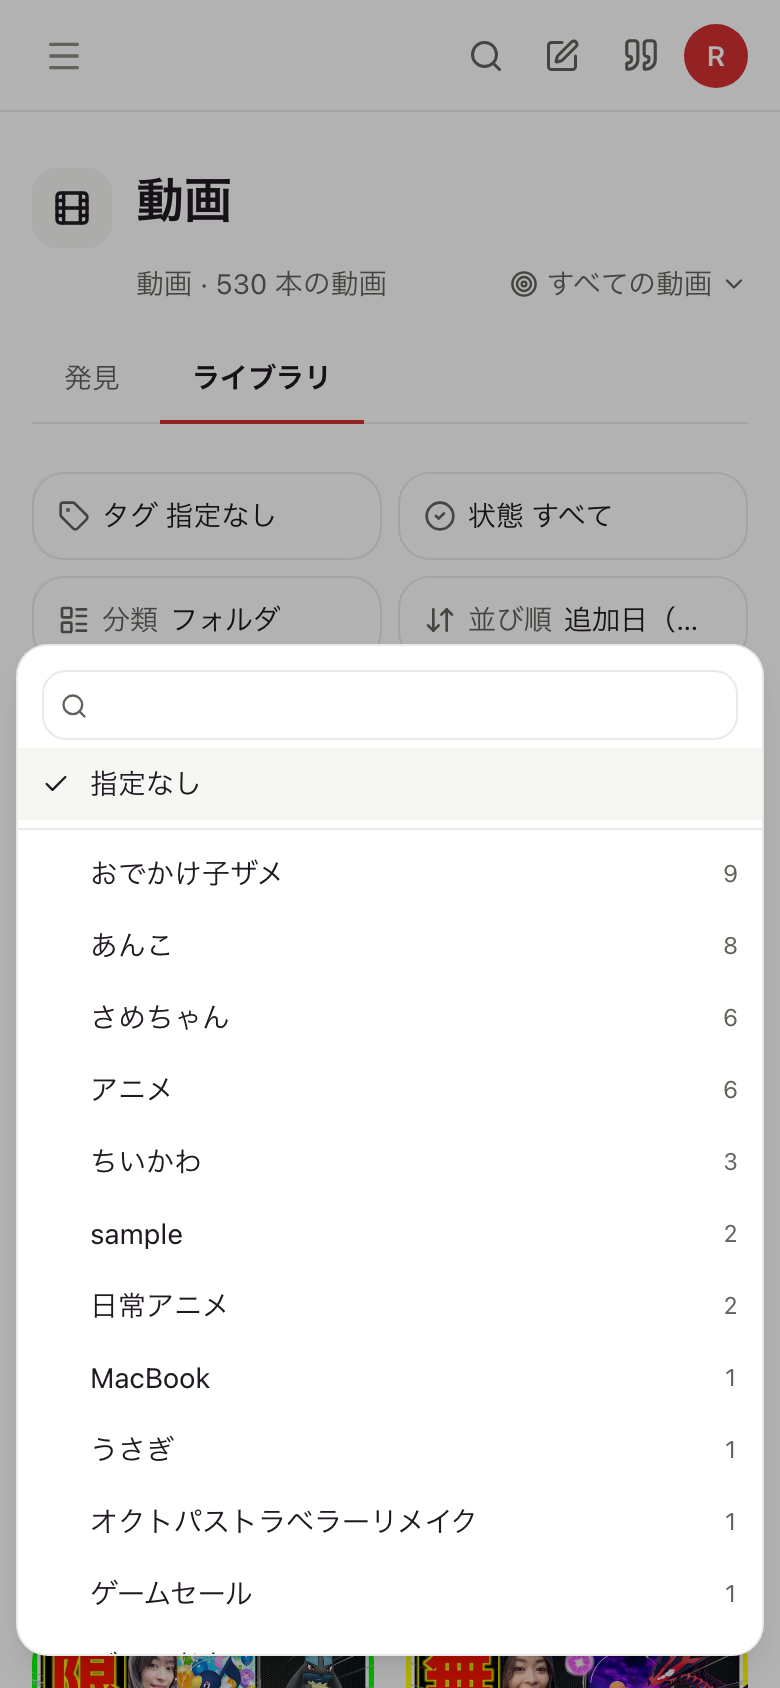 R
動画
動画 · 530 本の動画
すべての動画
発見
ライブラリ
タグ 指定なし
状態 すべて
分類 フォルダ
並び順 追加日（...
指定なし
おでかけ子ザメ 9
あんこ 8
さめちゃん 6
アニメ 6
ちいかわ 3
sample 2
日常アニメ 2
MacBook 1
うさぎ 1
オクトパストラベラーリメイク 1
ゲームセール 1
限
無